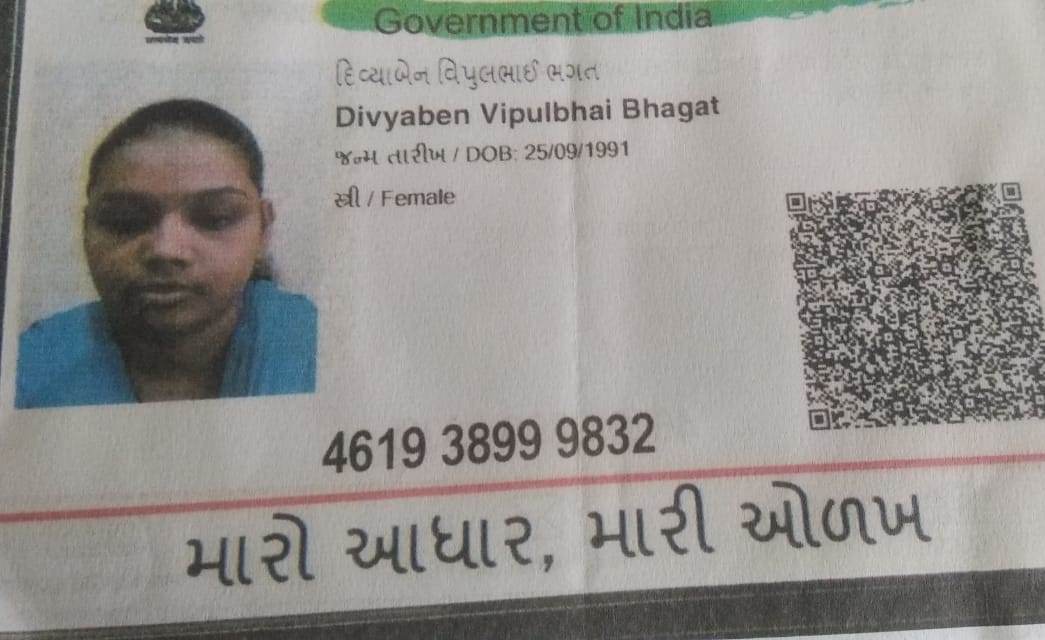 Government of India
દિવ્યાબેન વિપુલભાઈ ભગત
Divyaben Vipulbhai Bhagat
જન્મ તારીખ / DOB: 25/09/1991
સ્ત્રી / Female
4619 3899 9832
મારો આધાર, મારી ઓળખ